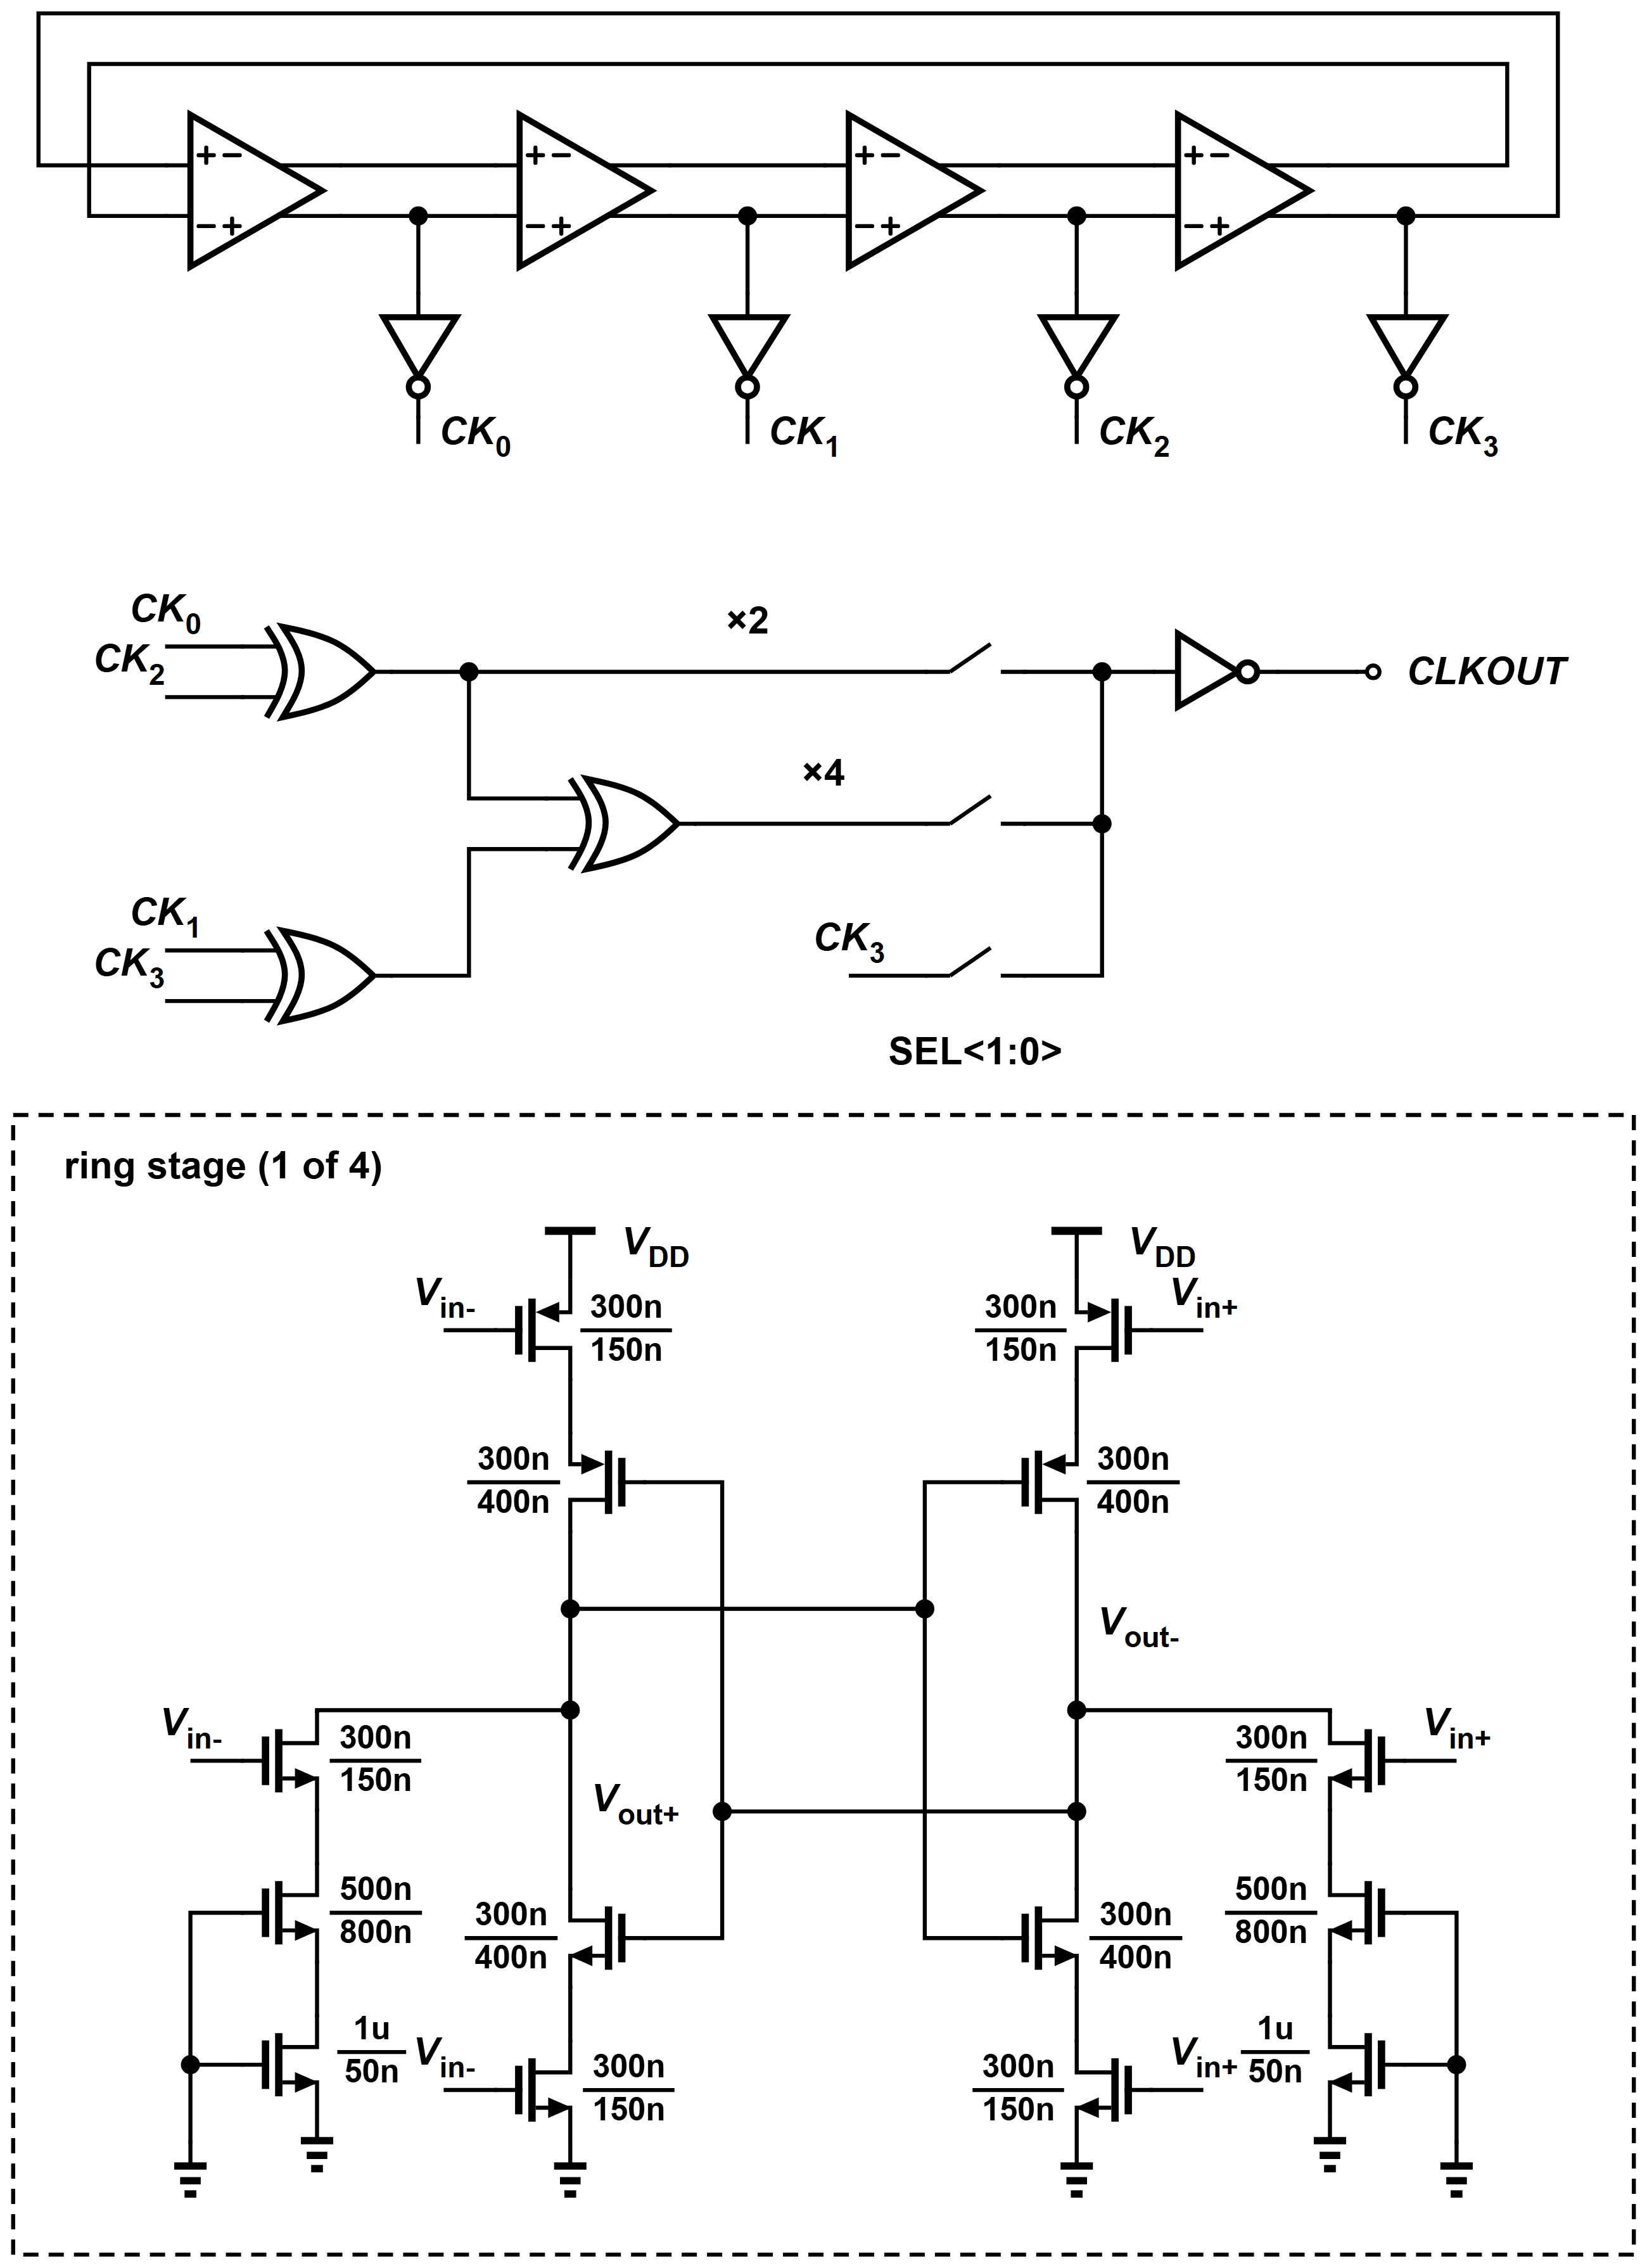 + − + − + − + −
− + − + − + − +
CK0 CK1 CK2 CK3
CK0
CK2
×2
CLKOUT
×4
CK1
CK3
CK3
SEL<1:0>
ring stage (1 of 4)
VDD VDD
Vin- 300n 300n Vin+
150n 150n
300n 300n
400n 400n
Vout-
Vin- 300n 300n Vin+
150n 150n
Vout+
500n 300n 300n 500n
800n 400n 400n 800n
1u Vin- 300n 300n Vin+ 1u
50n 150n 150n 50n